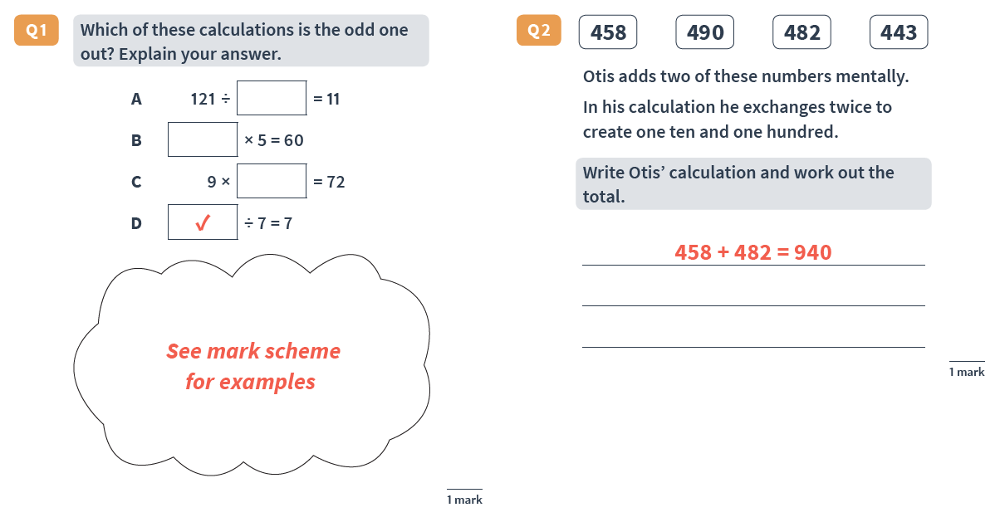 Q1
Which of these calculations is the odd one
out? Explain your answer.
A 121 ÷ = 11
B × 5 = 60
C 9 × = 72
D ✓ ÷ 7 = 7
See mark scheme
for examples
1 mark
Q2
458 490 482 443
Otis adds two of these numbers mentally.
In his calculation he exchanges twice to
create one ten and one hundred.
Write Otis’ calculation and work out the
total.
458 + 482 = 940
1 mark